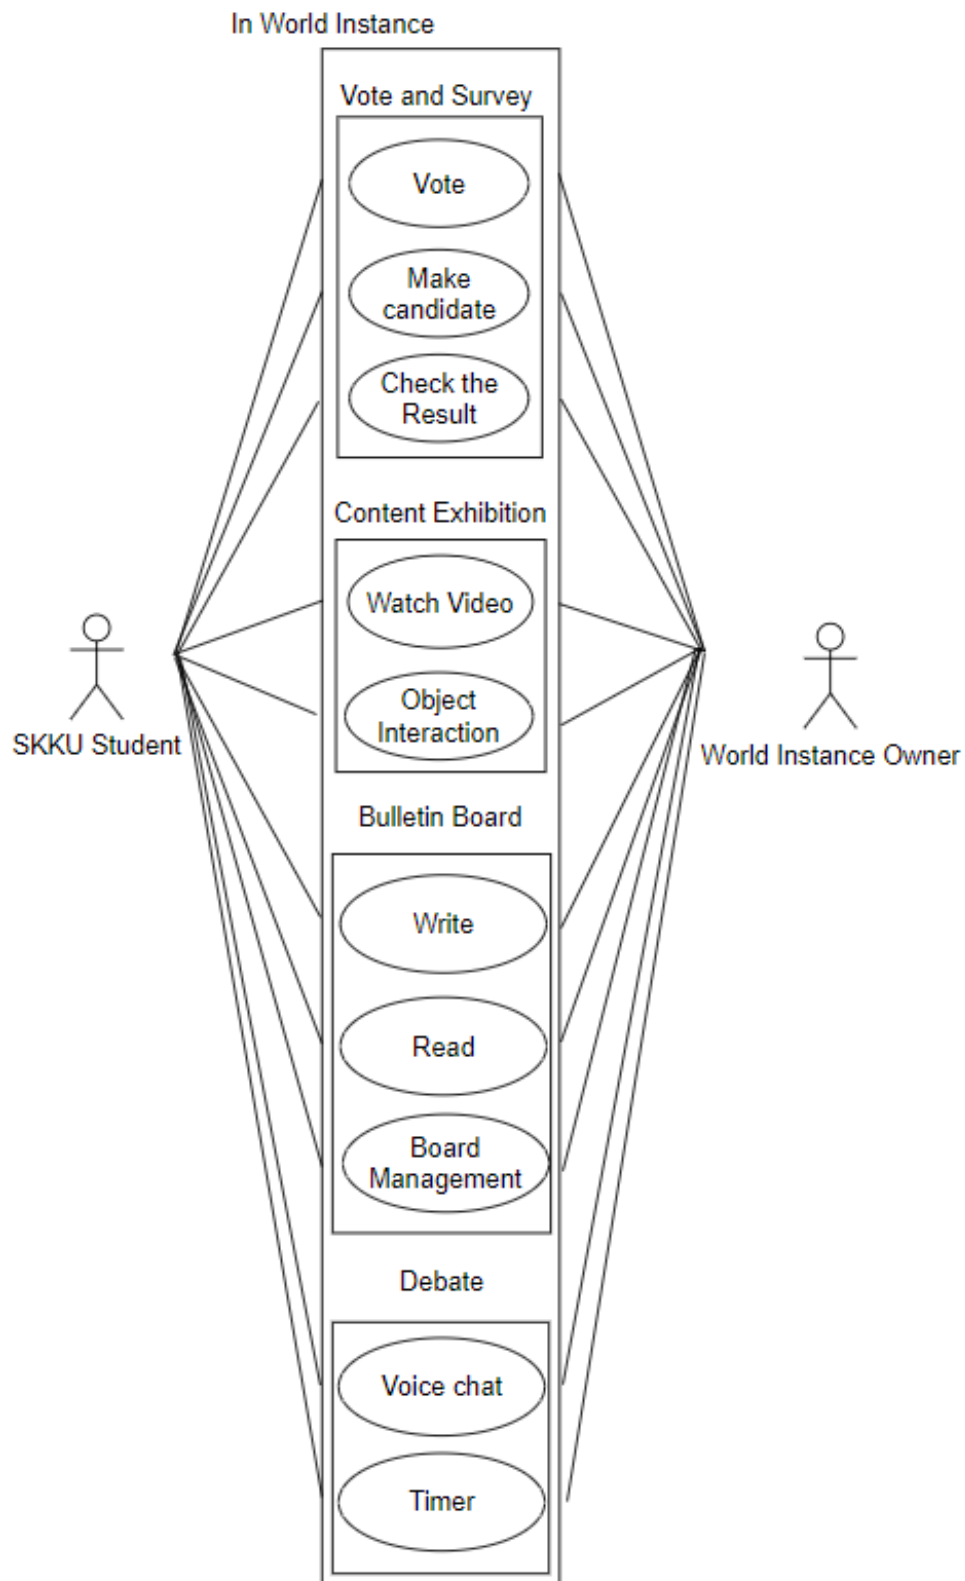 In World Instance
Vote and Survey
Vote
Make
candidate
Check the
Result
Content Exhibition
Watch Video
Object
Interaction
SKKU Student
World Instance Owner
Bulletin Board
Write
Read
Board
Management
Debate
Voice chat
Timer